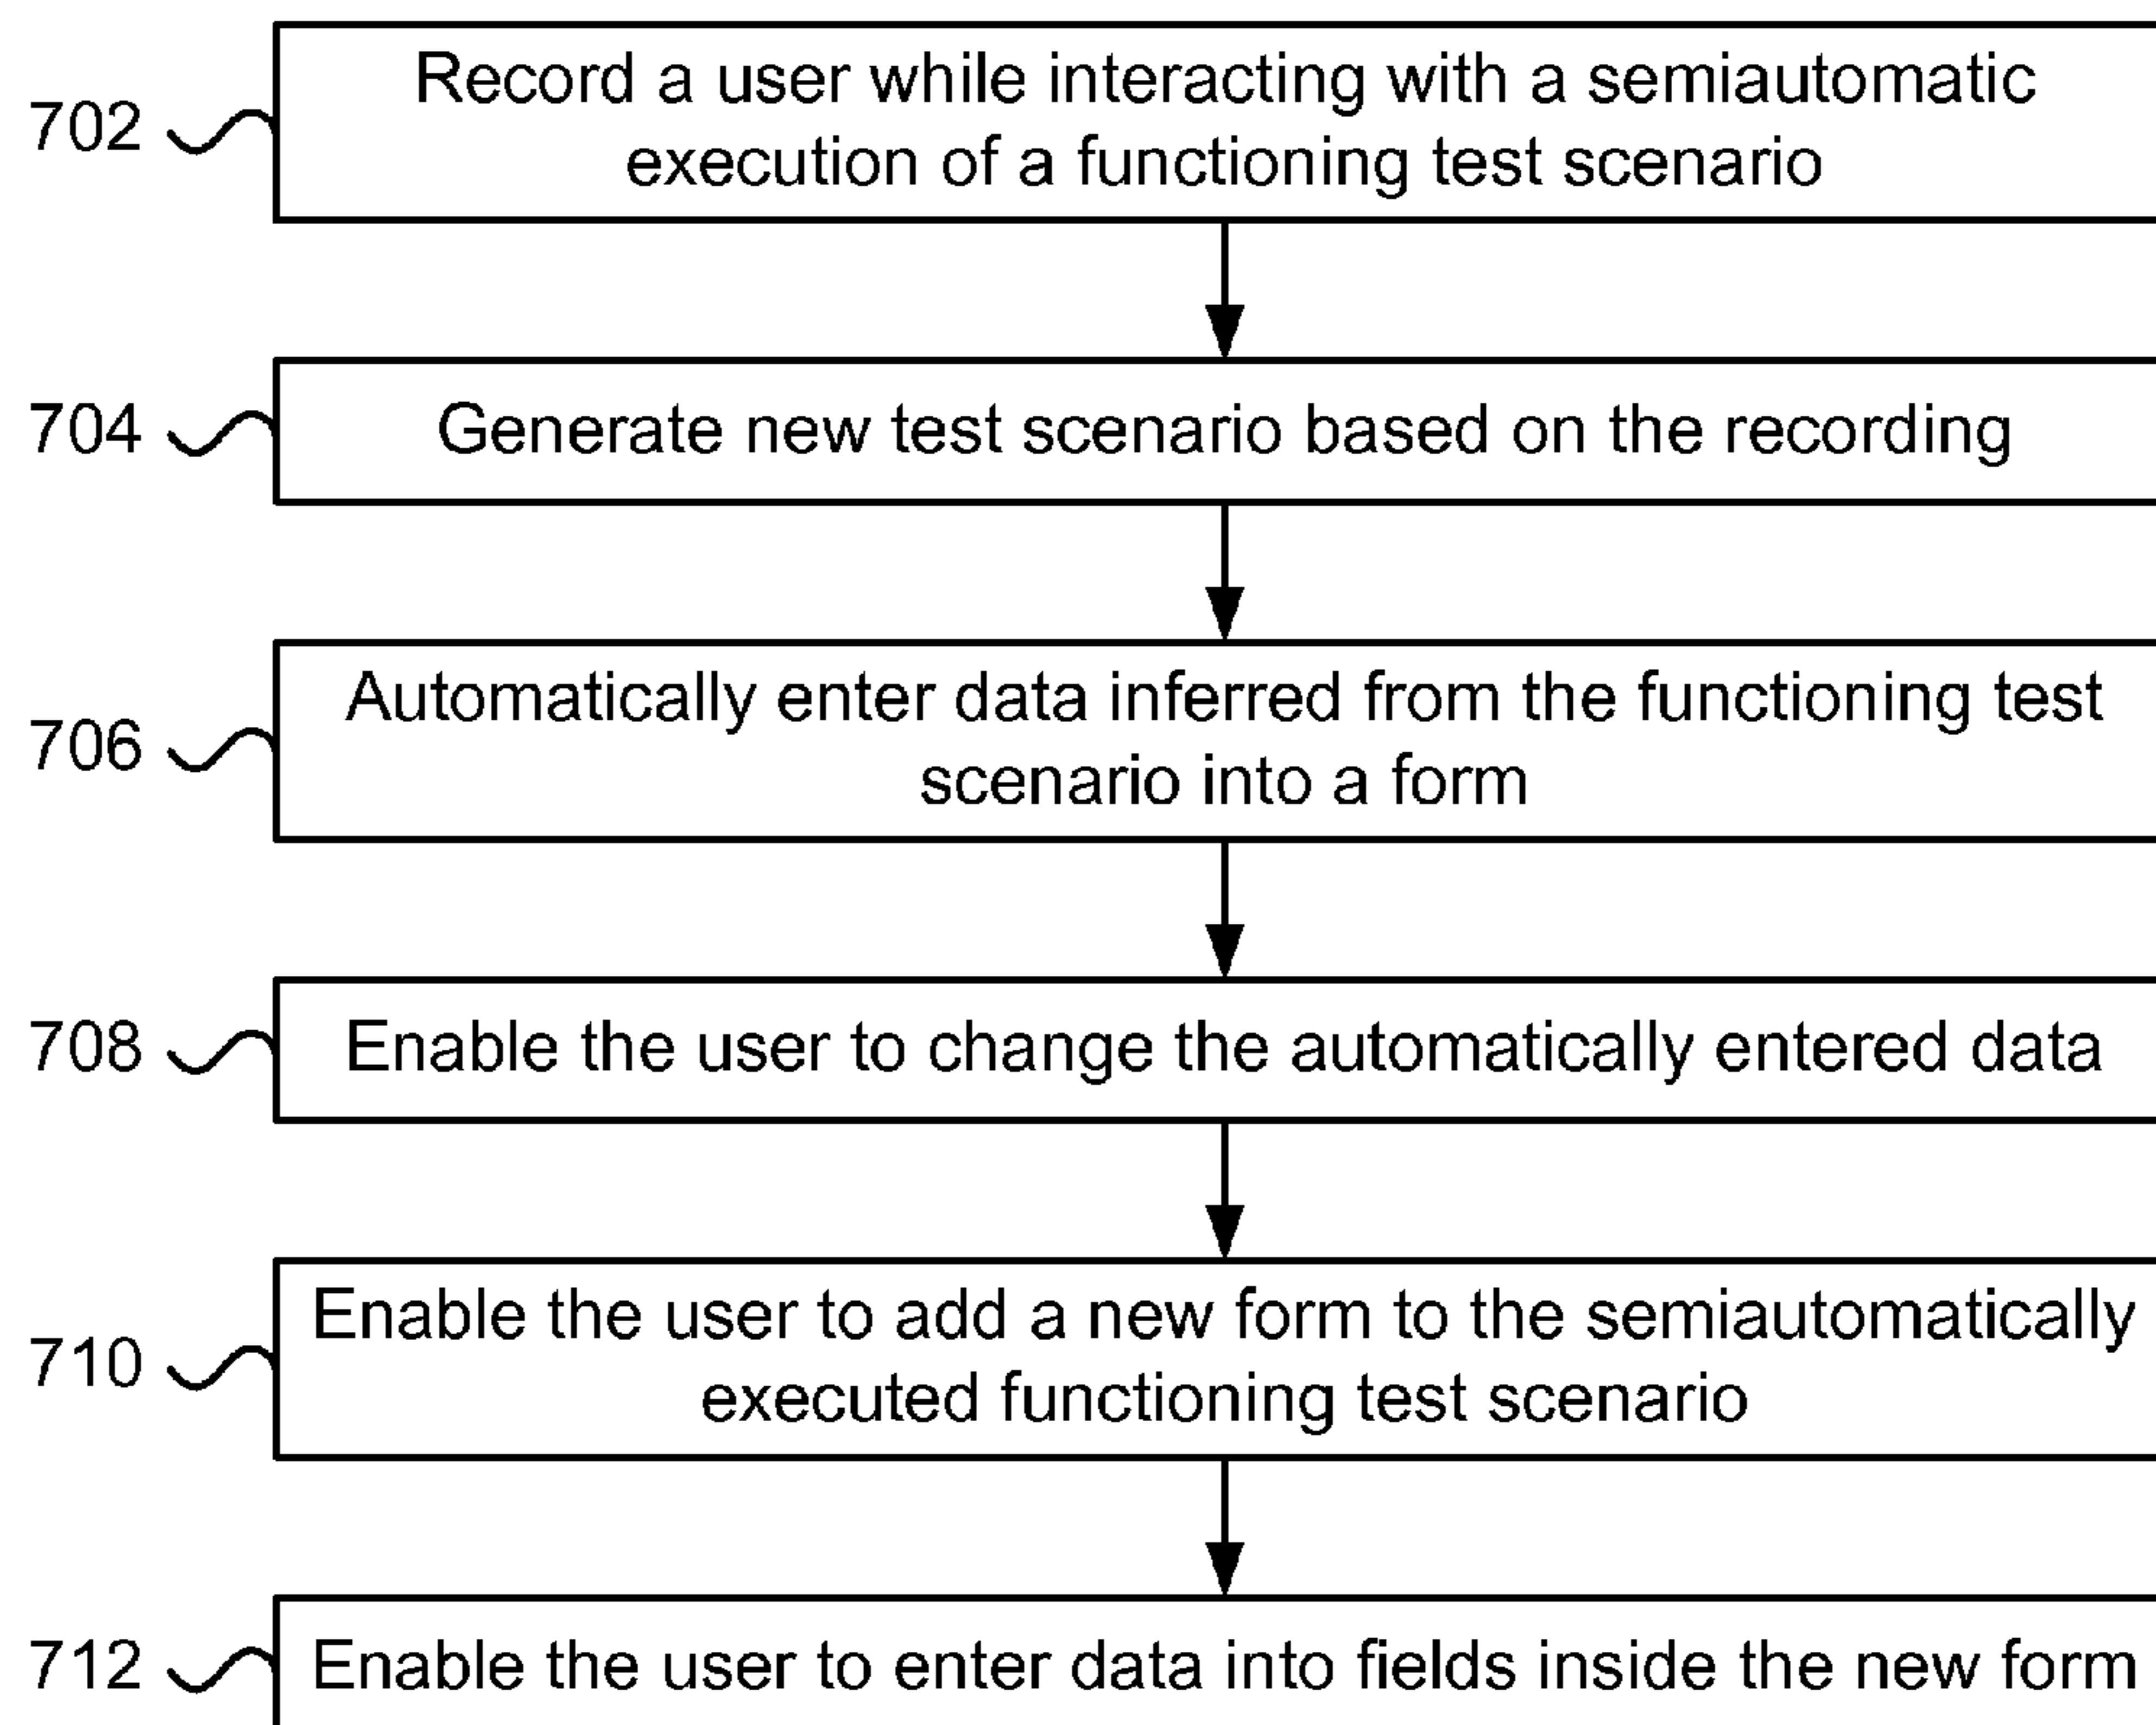 702
Record a user while interacting with a semiautomatic
execution of a functioning test scenario
704
Generate new test scenario based on the recording
706
Automatically enter data inferred from the functioning test
scenario into a form
708
Enable the user to change the automatically entered data
710
Enable the user to add a new form to the semiautomatically
executed functioning test scenario
712
Enable the user to enter data into fields inside the new form